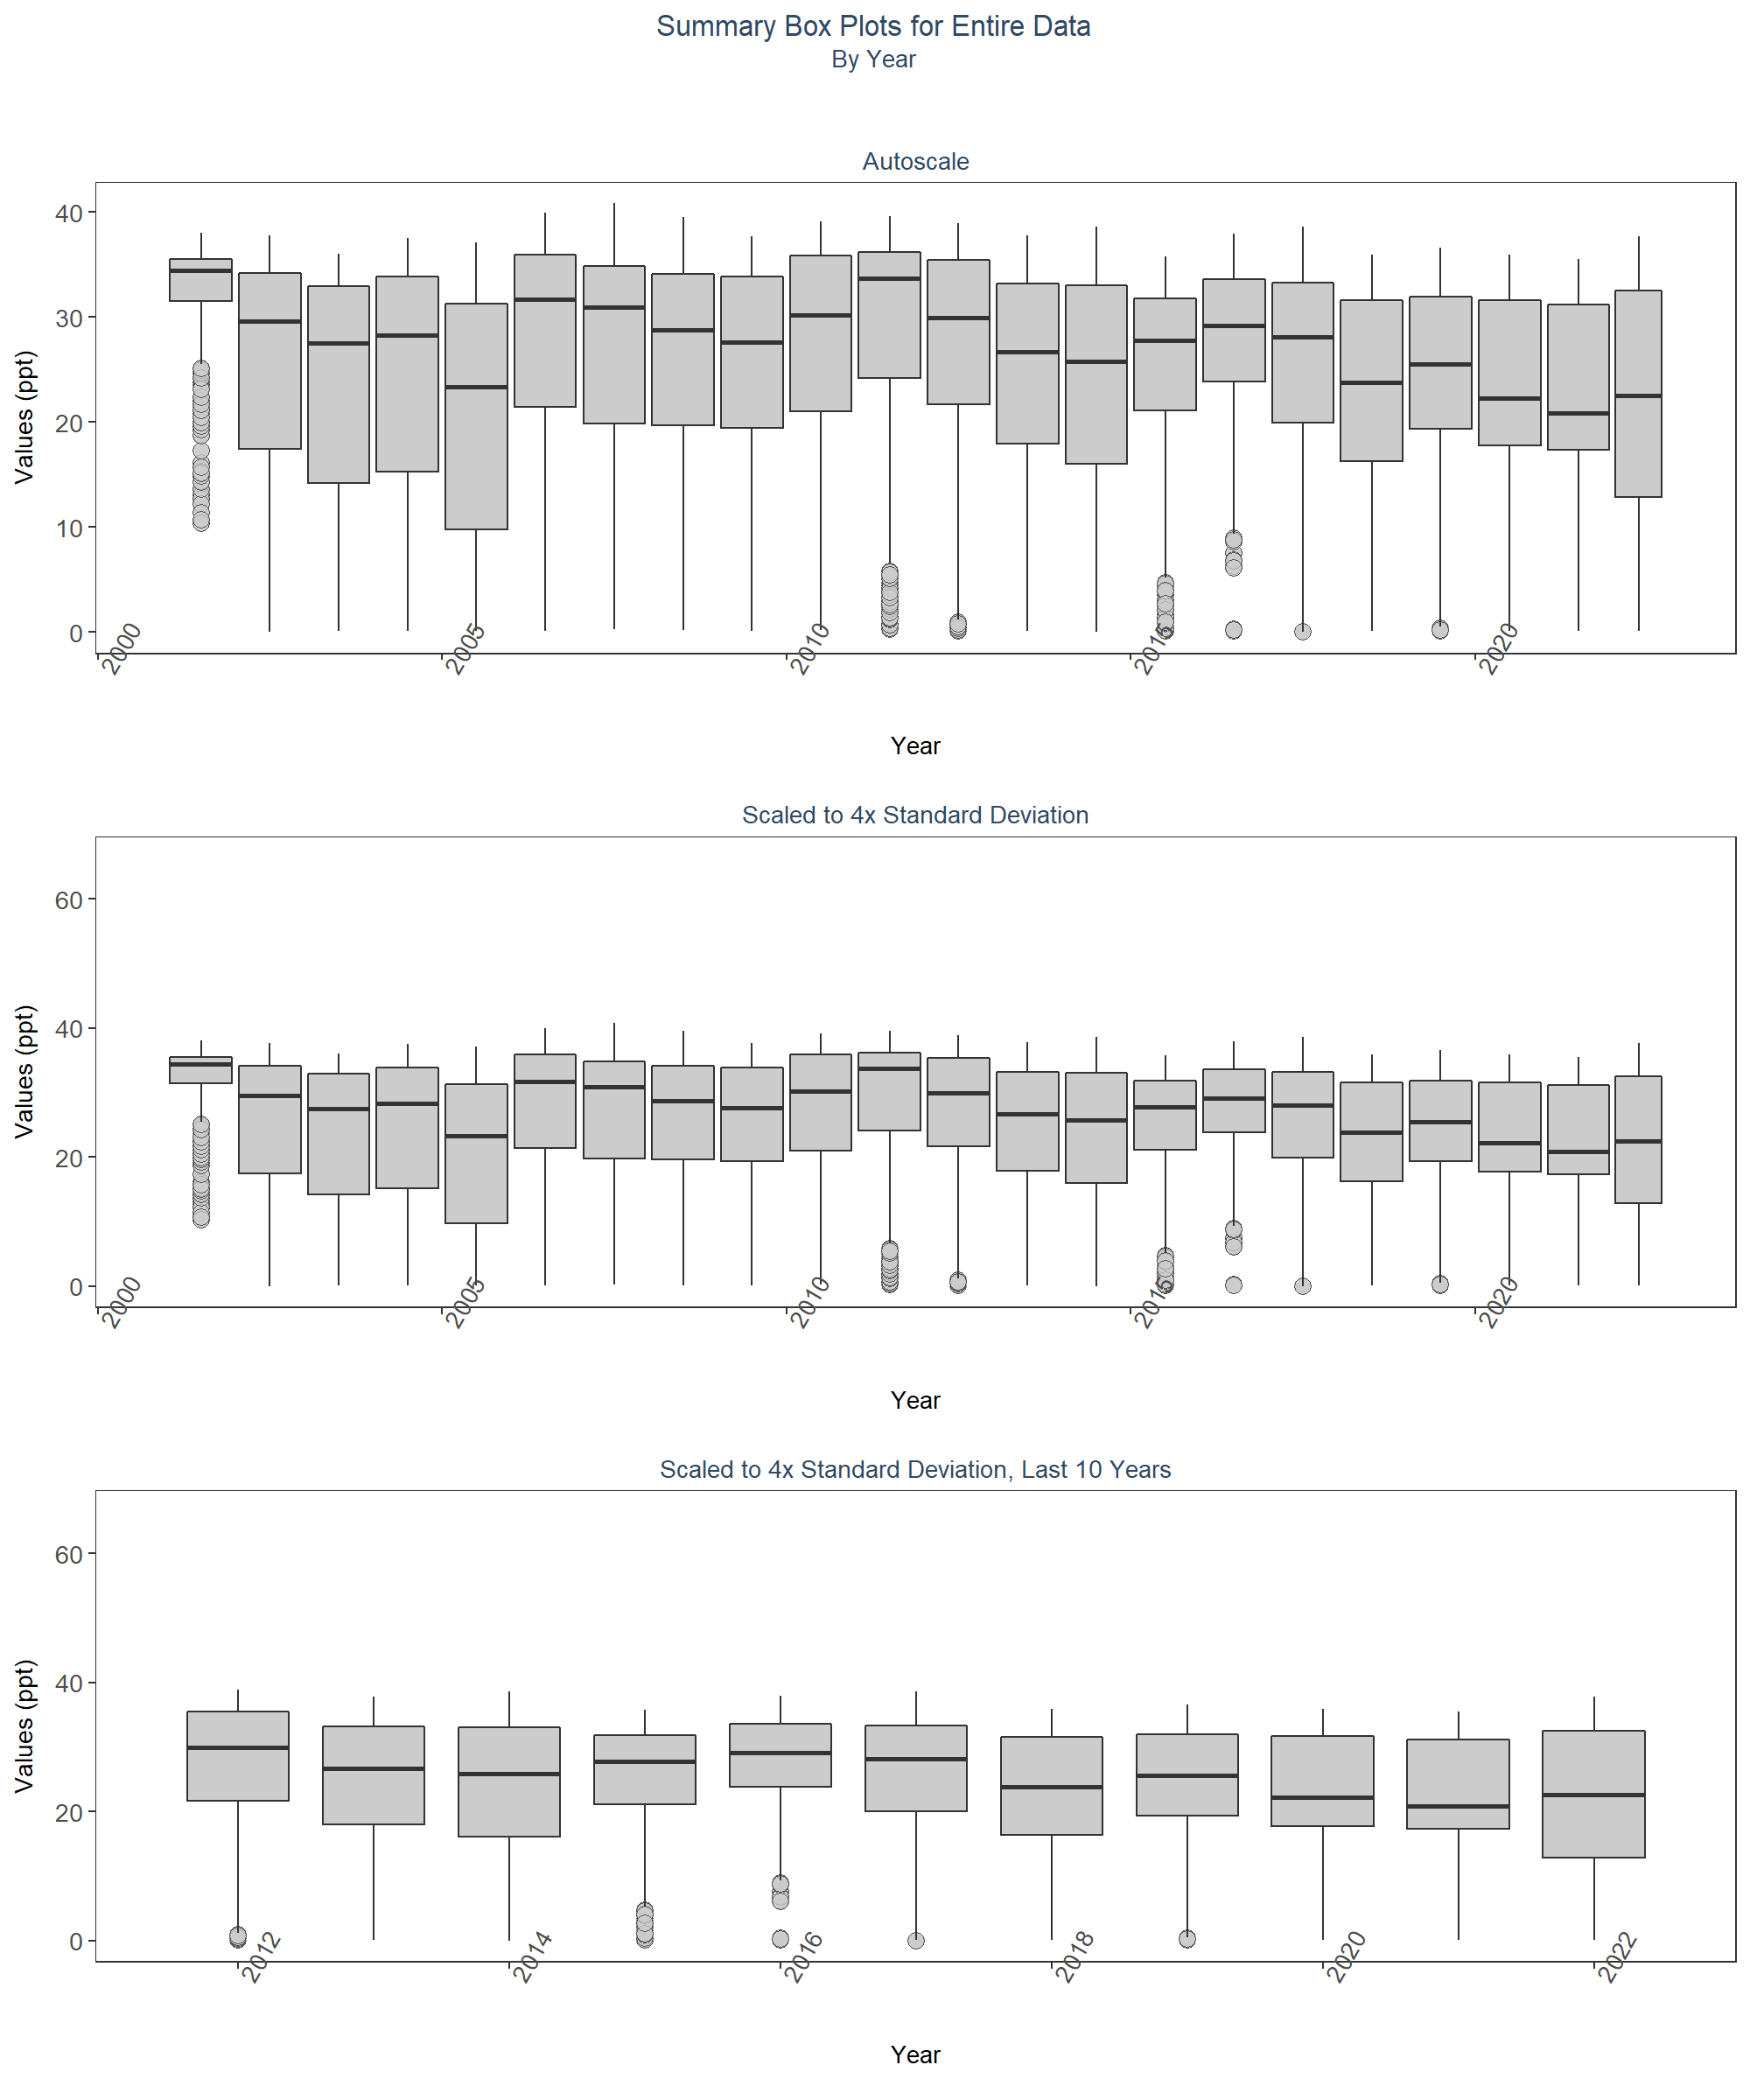 Summary Box Plots for Entire Data
By Year
Autoscale
Values (ppt)
40
30
20
10
0
2000 2005 2010 2015 2020
Year
Scaled to 4x Standard Deviation
Values (ppt)
60
40
20
0
2000 2005 2010 2015 2020
Year
Scaled to 4x Standard Deviation, Last 10 Years
Values (ppt)
60
40
20
0
2012 2014 2016 2018 2020 2022
Year